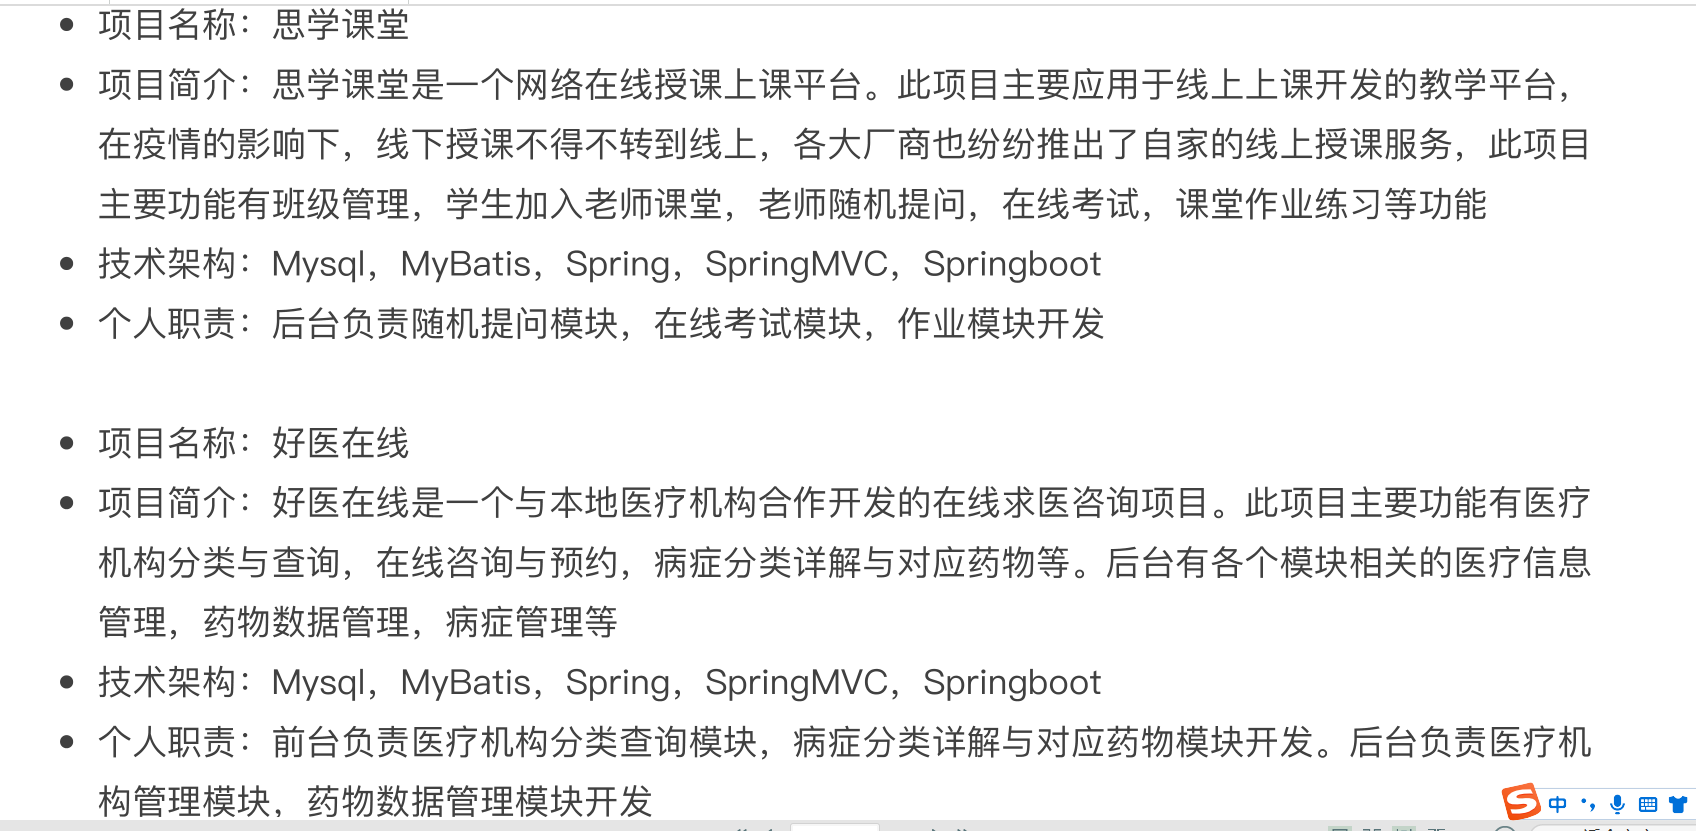 项目名称：思学课堂
项目简介：思学课堂是一个网络在线授课上课平台。此项目主要应用于线上上课开发的教学平台，
在疫情的影响下，线下授课不得不转到线上，各大厂商也纷纷推出了自家的线上授课服务，此项目
主要功能有班级管理，学生加入老师课堂，老师随机提问，在线考试，课堂作业练习等功能
技术架构：Mysql，MyBatis，Spring，SpringMVC，Springboot
个人职责：后台负责随机提问模块，在线考试模块，作业模块开发
项目名称：好医在线
项目简介：好医在线是一个与本地医疗机构合作开发的在线求医咨询项目。此项目主要功能有医疗
机构分类与查询，在线咨询与预约，病症分类详解与对应药物等。后台有各个模块相关的医疗信息
管理，药物数据管理，病症管理等
技术架构：Mysql，MyBatis，Spring，SpringMVC，Springboot
个人职责：前台负责医疗机构分类查询模块，病症分类详解与对应药物模块开发。后台负责医疗机
构管理模块，药物数据管理模块开发
中